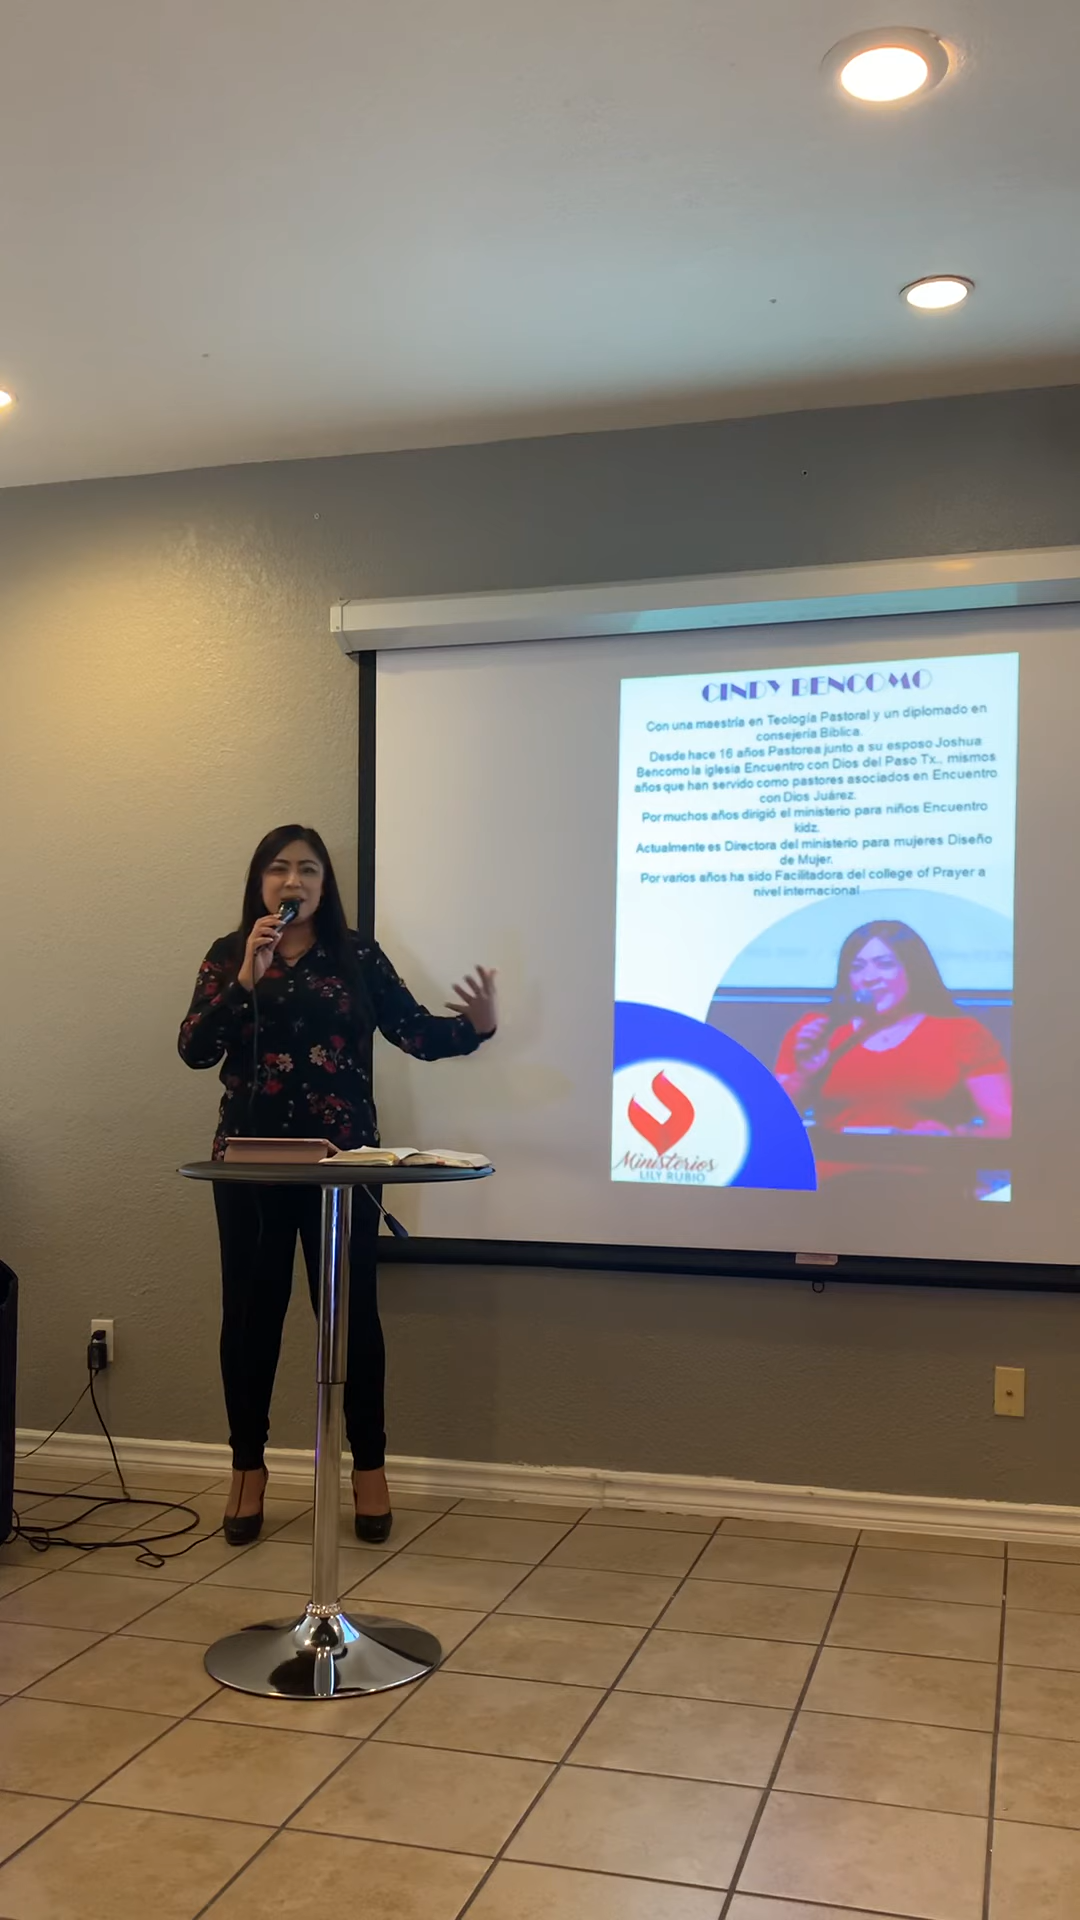 CINDY BENCOMO
Con una maestría en Teología Pastoral y un diplomado en
consejería Bíblica.
Desde hace 16 años Pastorea junto a su esposo Joshua
Bencomo la iglesia Encuentro con Dios del Paso Tx., mismos
años que han servido como pastores asociados en Encuentro
con Dios Juárez.
Por muchos años dirigió el ministerio para niños Encuentro
kidz.
Actualmente es Directora del ministerio para mujeres Diseño
de Mujer.
Por varios años ha sido Facilitadora del college of Prayer a
nivel internacional
Ministerios
LILY RUBIO